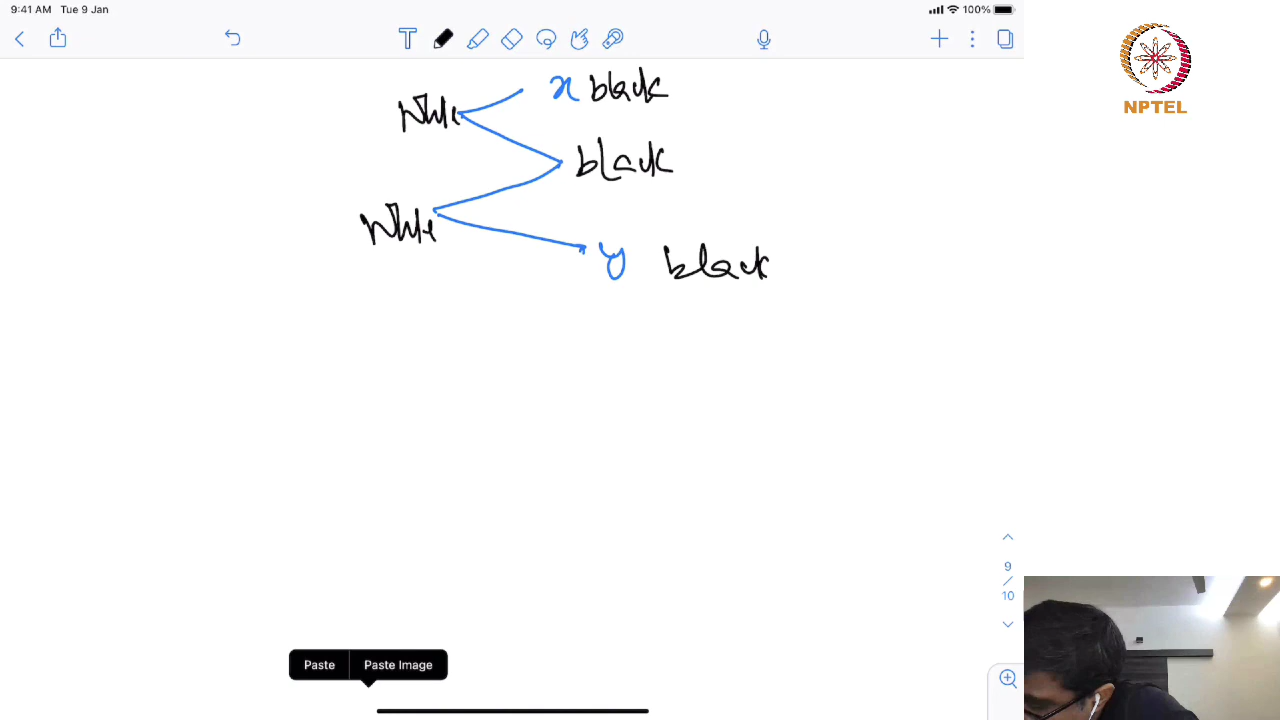 9:41 AM Tue 9 Jan
100%
NPTEL
x black
White
black
White
y black
9
/
10
Paste
Paste Image